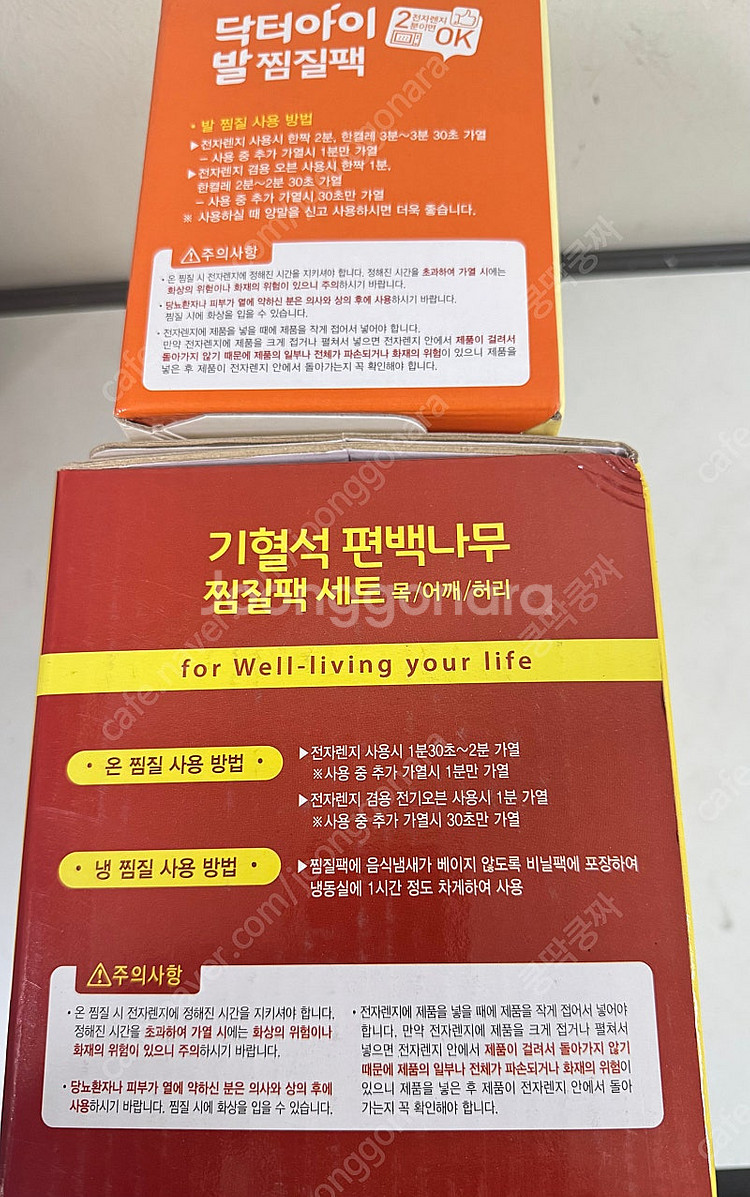 닥터아이
발 찜질팩
2 전자렌지
분이면
OK
• 발 찜질 사용 방법
▶전자렌지 사용시 한짝 2분, 한켤레 3분~3분 30초 가열
– 사용 중 추가 가열시 1분만 가열
▶전자렌지 겸용 오븐 사용시 한짝 1분,
한켤레 2분~2분 30초 가열
– 사용 중 추가 가열시 30초만 가열
※ 사용하실 때 양말을 신고 사용하시면 더욱 좋습니다.
주의사항
• 온 찜질 시 전자렌지에 정해진 시간을 지키셔야 합니다. 정해진 시간을 초과하여 가열 시에는
화상의 위험이나 화재의 위험이 있으니 주의하시기 바랍니다.
• 당뇨환자나 피부가 열에 약하신 분은 의사와 상의 후에 사용하시기 바랍니다.
찜질 시에 화상을 입을 수 있습니다.
• 전자렌지에 제품을 넣을 때에 제품을 작게 접어서 넣어야 합니다.
만약 전자렌지에 제품을 크게 접거나 펼쳐서 넣으면 전자렌지 안에서 제품이 걸려서
돌아가지 않기 때문에 제품의 일부나 전체가 파손되거나 화재의 위험이 있으니 제품을
넣은 후 제품이 전자렌지 안에서 돌아가는지 꼭 확인해야 합니다.
기혈석 편백나무
찜질팩 세트 목/어깨/허리
Joonggonara
for Well-living your life
• 온 찜질 사용 방법 •
▶전자렌지 사용시 1분30초~2분 가열
※사용 중 추가 가열시 1분만 가열
▶전자렌지 겸용 전기오븐 사용시 1분 가열
※사용 중 추가 가열시 30초만 가열
• 냉 찜질 사용 방법 •
▶찜질팩에 음식냄새가 베이지 않도록 비닐팩에 포장하여
냉동실에 1시간 정도 차게하여 사용
주의사항
• 온 찜질 시 전자렌지에 정해진 시간을 지키셔야 합니다.
정해진 시간을 초과하여 가열 시에는 화상의 위험이나
화재의 위험이 있으니 주의하시기 바랍니다.
• 당뇨환자나 피부가 열에 약하신 분은 의사와 상의 후에
사용하시기 바랍니다. 찜질 시에 화상을 입을 수 있습니다.
• 전자렌지에 제품을 넣을 때에 제품을 작게 접어서 넣어야
합니다. 만약 전자렌지에 제품을 크게 접거나 펼쳐서
넣으면 전자렌지 안에서 제품이 걸려서 돌아가지 않기
때문에 제품의 일부나 전체가 파손되거나 화재의 위험이
있으니 제품을 넣은 후 제품이 전자렌지 안에서 돌아
가는지 꼭 확인해야 합니다.
cafe.naver.com/joonggonara
쿵딱쿵짜